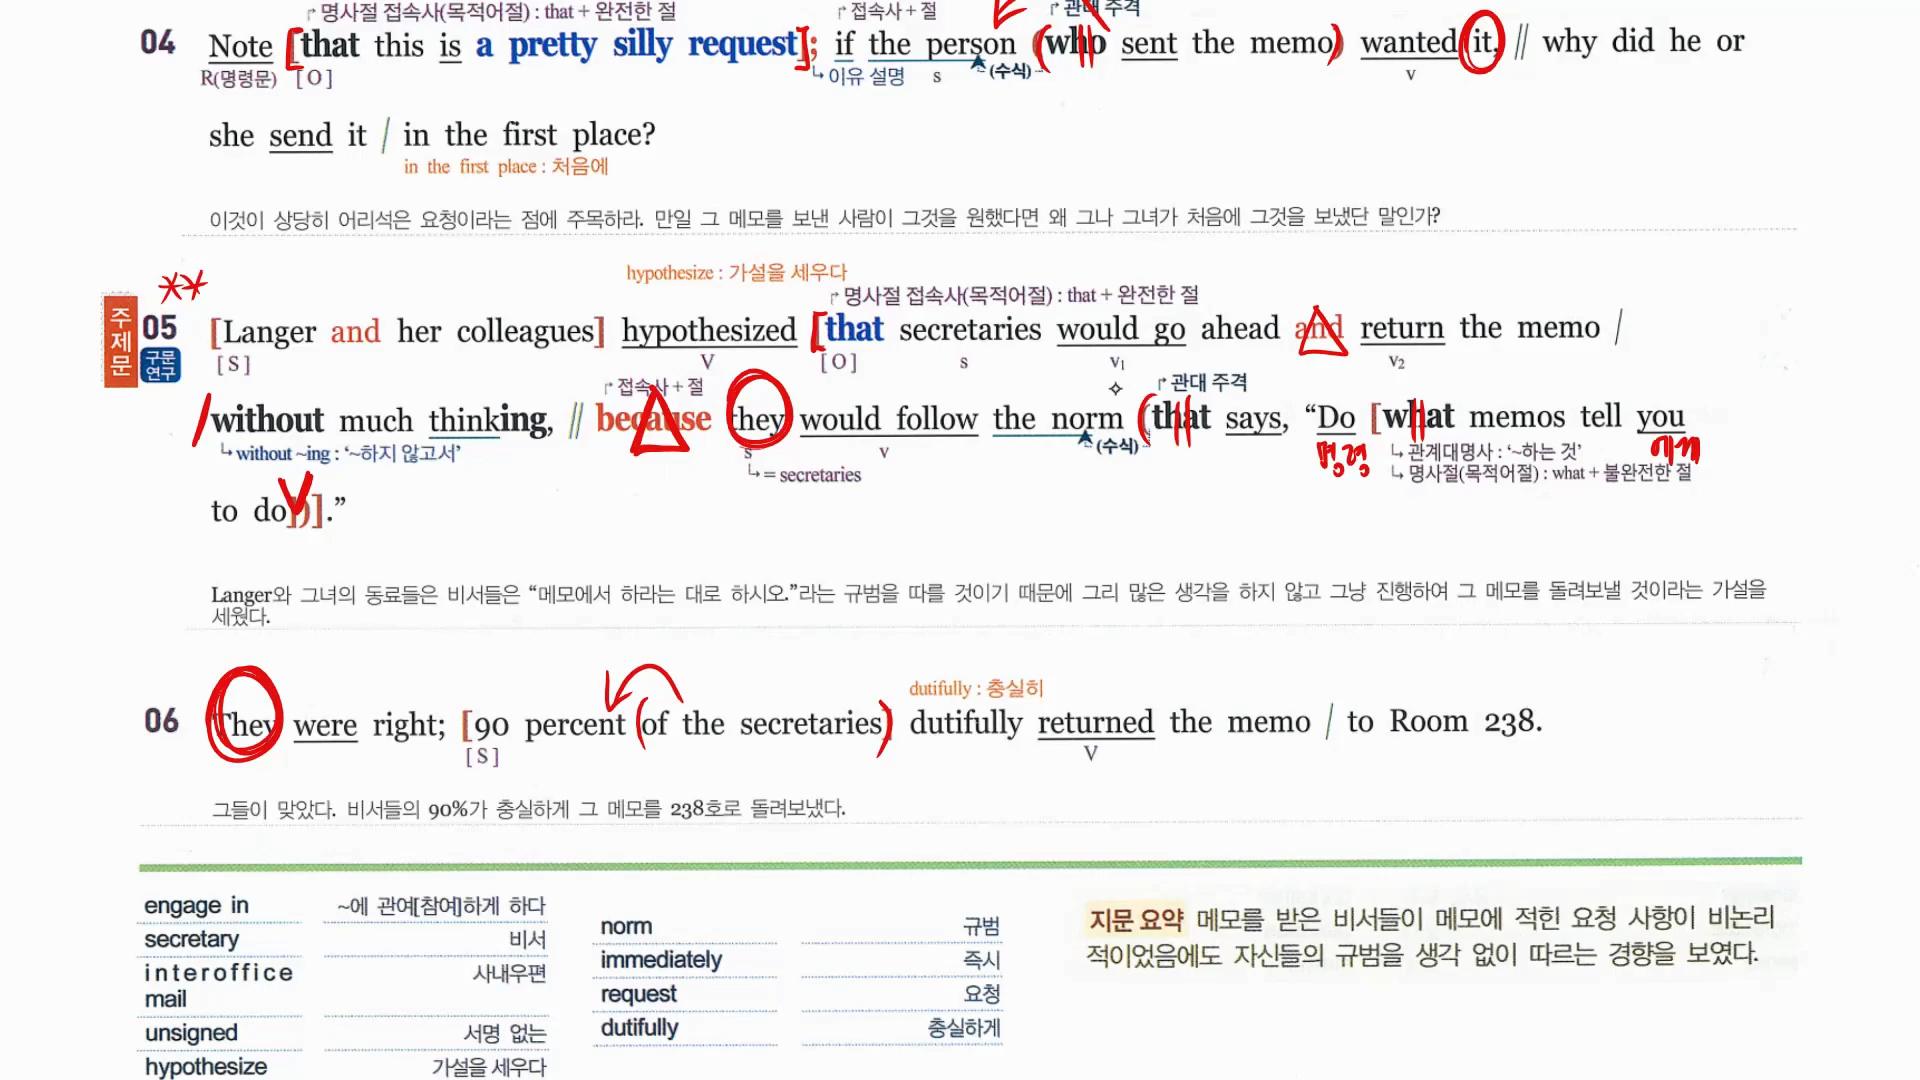 명사절 접속사(목적어절) : that + 완전한 절 접속사 + 절 관대 주격
04 Note [that this is a pretty silly request]; if the person (who sent the memo) wanted it, // why did he or
R(명령문) [ O ] 이유 설명 s (수식) v
she send it / in the first place?
in the first place : 처음에
이것이 상당히 어리석은 요청이라는 점에 주목하라. 만일 그 메모를 보낸 사람이 그것을 원했다면 왜 그나 그녀가 처음에 그것을 보냈단 말인가?
hypothesize : 가설을 세우다
명사절 접속사(목적어절) : that + 완전한 절
주제문 05 [Langer and her colleagues] hypothesized [that secretaries would go ahead and return the memo /
구문연구 [ S ] V [ O ] s v1 v2
접속사 + 절 관대 주격
without much thinking, // because they would follow the norm (that says, “Do [what memos tell you
without ~ing : ‘~하지 않고서’ s v (수식) 명령 관계대명사 : ‘~하는 것’ 에게
= secretaries 명사절(목적어절) : what + 불완전한 절
to do])].”
Langer와 그녀의 동료들은 비서들은 “메모에서 하라는 대로 하시오.”라는 규범을 따를 것이기 때문에 그리 많은 생각을 하지 않고 그냥 진행하여 그 메모를 돌려보낼 것이라는 가설을
세웠다.
dutifully : 충실히
06 They were right; [90 percent (of the secretaries)] dutifully returned the memo / to Room 238.
[ S ] V
그들이 맞았다. 비서들의 90%가 충실하게 그 메모를 238호로 돌려보냈다.
engage in ~에 관여[참여]하게 하다
secretary 비서
interoffice mail 사내우편
unsigned 서명 없는
hypothesize 가설을 세우다
norm 규범
immediately 즉시
request 요청
dutifully 충실하게
지문 요약 메모를 받은 비서들이 메모에 적힌 요청 사항이 비논리
적이었음에도 자신들의 규범을 생각 없이 따르는 경향을 보였다.